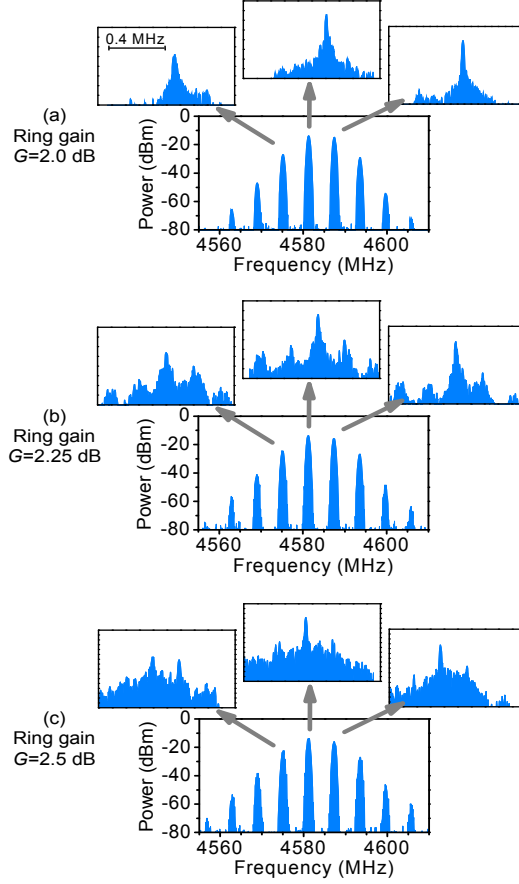 0.4 MHz
(a)
Ring gain
G=2.0 dB
Power (dBm)
0
-20
-40
-60
-80
4560
4580
4600
Frequency (MHz)
(b)
Ring gain
G=2.25 dB
Power (dBm)
0
-20
-40
-60
-80
4560
4580
4600
Frequency (MHz)
(c)
Ring gain
G=2.5 dB
Power (dBm)
0
-20
-40
-60
-80
4560
4580
4600
Frequency (MHz)